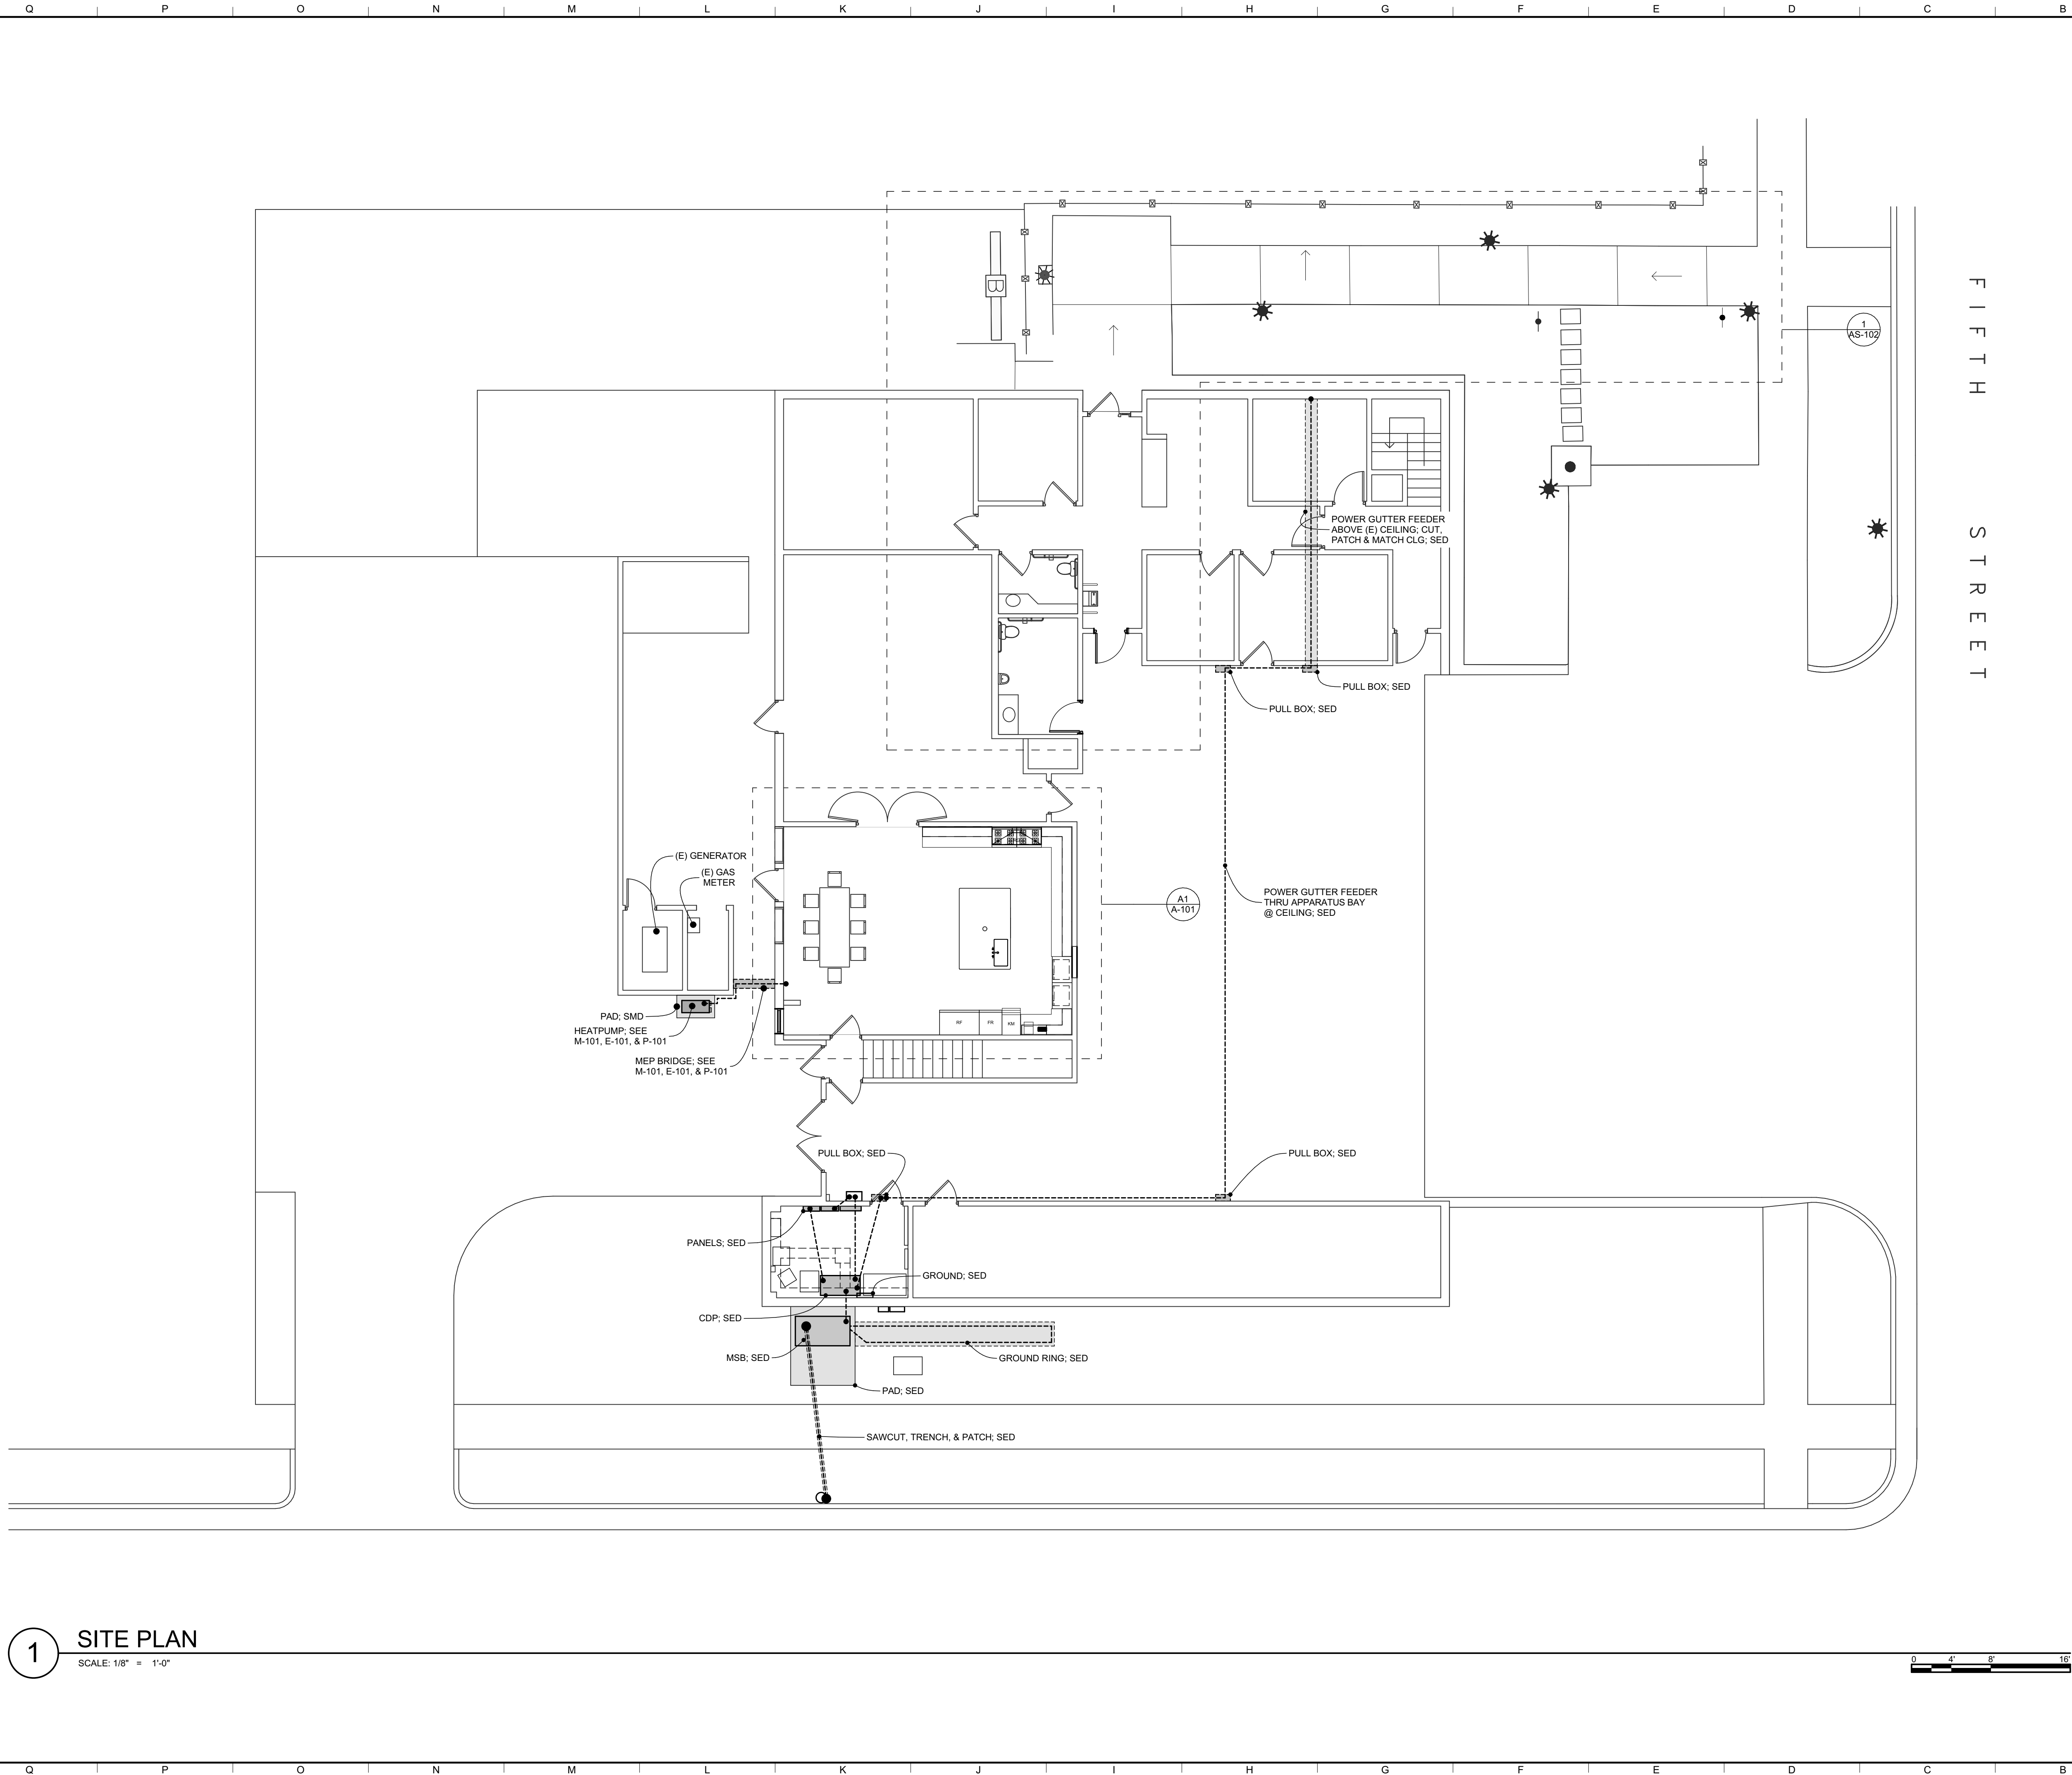 Q P O N M L K J I H G F E D C B
FIFTH STREET
B
1
AS-102
POWER GUTTER FEEDER
ABOVE (E) CEILING; CUT,
PATCH & MATCH CLG; SED
PULL BOX; SED
PULL BOX; SED
(E) GENERATOR
(E) GAS
METER
A1
A-101
POWER GUTTER FEEDER
THRU APPARATUS BAY
@ CEILING; SED
PAD; SMD
HEATPUMP; SEE
M-101, E-101, & P-101
RF FR KM
MEP BRIDGE; SEE
M-101, E-101, & P-101
PULL BOX; SED
PULL BOX; SED
PANELS; SED
GROUND; SED
CDP; SED
MSB; SED
GROUND RING; SED
PAD; SED
SAWCUT, TRENCH, & PATCH; SED
1
SITE PLAN
SCALE: 1/8" = 1'-0"
0 4' 8' 16'
Q P O N M L K J I H G F E D C B